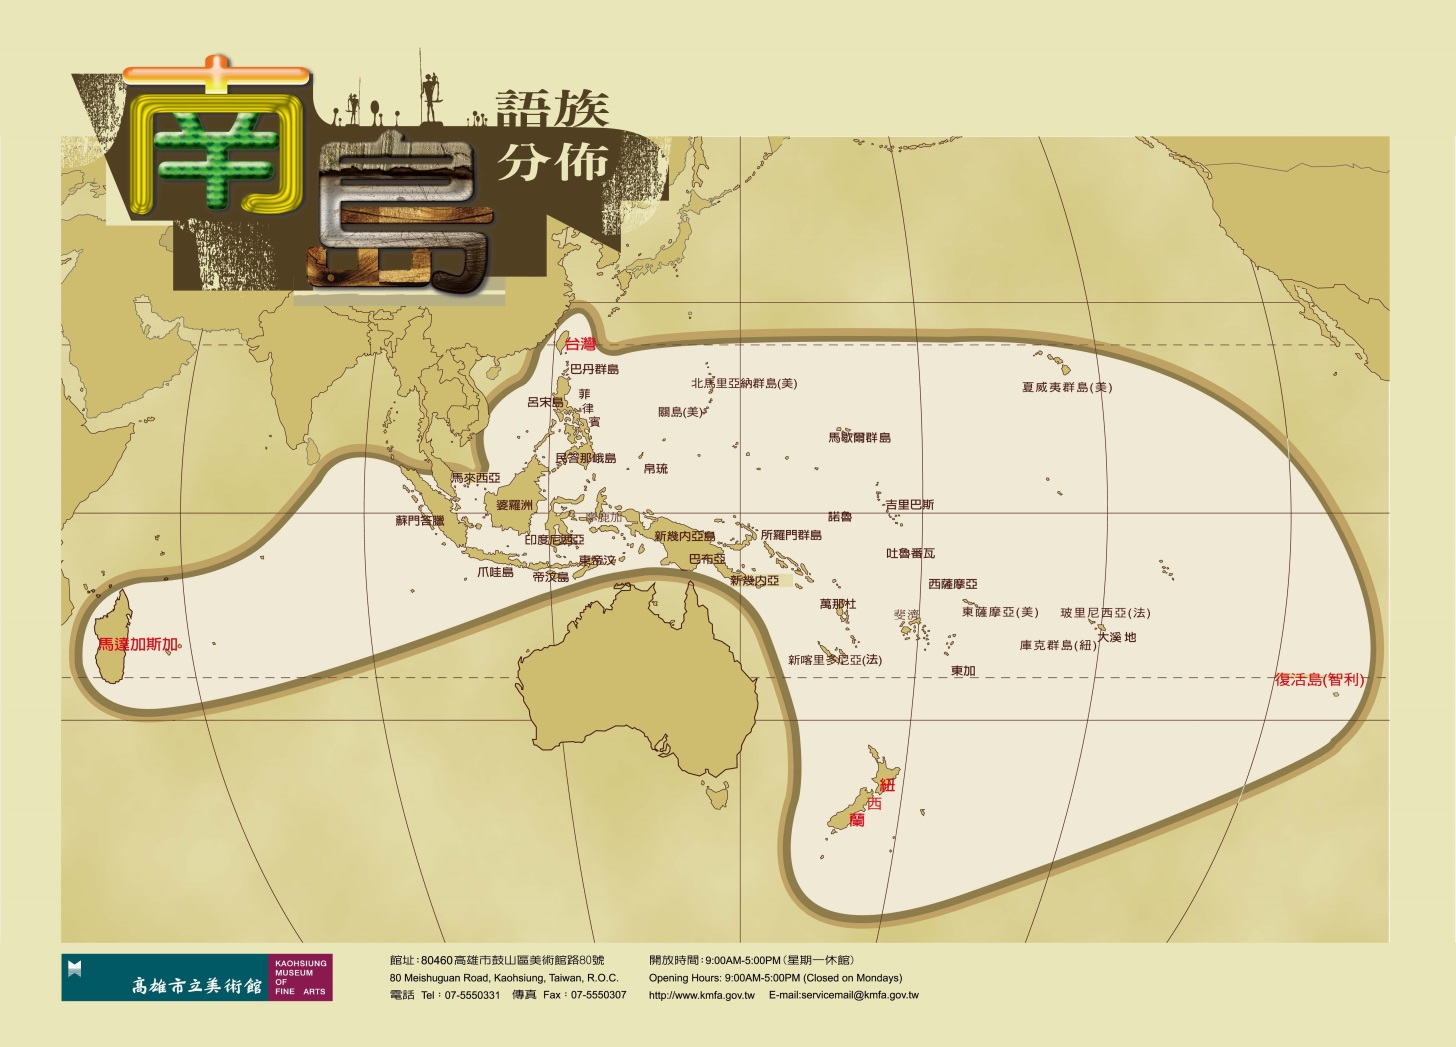 南島
語族
分佈
台灣
巴丹群島
菲律賓
呂宋島
北馬里亞納群島(美)
關島(美)
夏威夷群島(美)
馬歇爾群島
民答那峨島
帛琉
馬來西亞
婆羅洲
吉里巴斯
蘇門答臘
摩鹿加
諾魯
印度尼西亞
新幾內亞島
所羅門群島
爪哇島
東帝汶
帝汶島
巴布亞
新幾內亞
吐魯番瓦
西薩摩亞
萬那杜
斐濟
東薩摩亞(美)
玻里尼西亞(法)
馬達加斯加
庫克群島(紐)
大溪地
新喀里多尼亞(法)
東加
復活島(智利)
紐西蘭
高雄市立美術館
KAOHSIUNG
MUSEUM
OF
FINE ARTS
館址:80460高雄市鼓山區美術館路80號
80 Meishuguan Road, Kaohsiung, Taiwan, R.O.C.
電話 Tel：07-5550331 傳真 Fax：07-5550307
開放時間:9:00AM-5:00PM(星期一休館)
Opening Hours: 9:00AM-5:00PM (Closed on Mondays)
http://www.kmfa.gov.tw E-mail:servicemail@kmfa.gov.tw